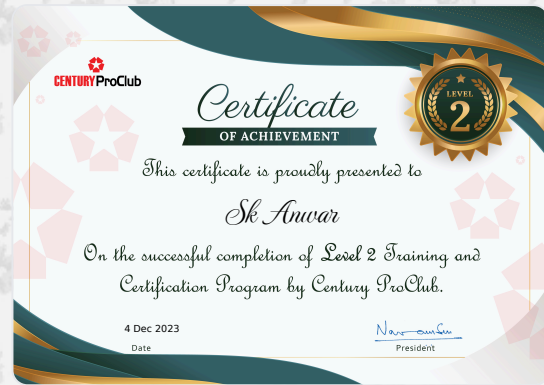 CENTURY ProClub
Certificate
OF ACHIEVEMENT
LEVEL
2
This certificate is proudly presented to
Sk Anwar
On the successful completion of Level 2 Training and
Certification Program by Century ProClub.
4 Dec 2023
Date
President